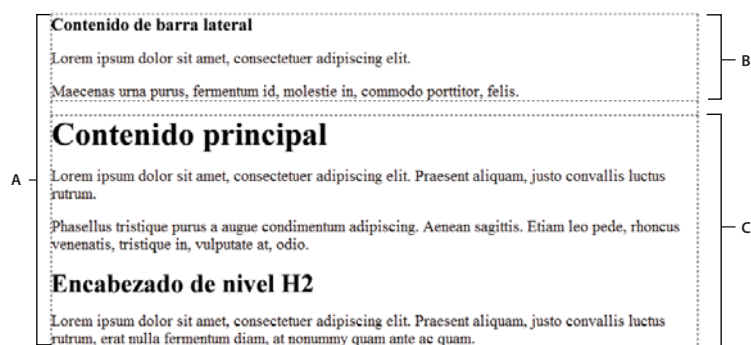 Contenido de barra lateral
Lorem ipsum dolor sit amet, consectetuer adipiscing elit.
B
Maecenas urna purus, fermentum id, molestie in, commodo porttitor, felis.
Contenido principal
A
Lorem ipsum dolor sit amet, consectetuer adipiscing elit. Praesent aliquam, justo convallis luctus
rutrum.
Phasellus tristique purus a augue condimentum adipiscing. Aenean sagittis. Etiam leo pede, rhoncus
C
venenatis, tristique in, vulputate at, odio.
Encabezado de nivel H2
Lorem ipsum dolor sit amet, consectetuer adipiscing elit. Praesent aliquam, justo convallis luctus
rutrum, erat nulla fermentum diam, at nonummy quam ante ac quam.